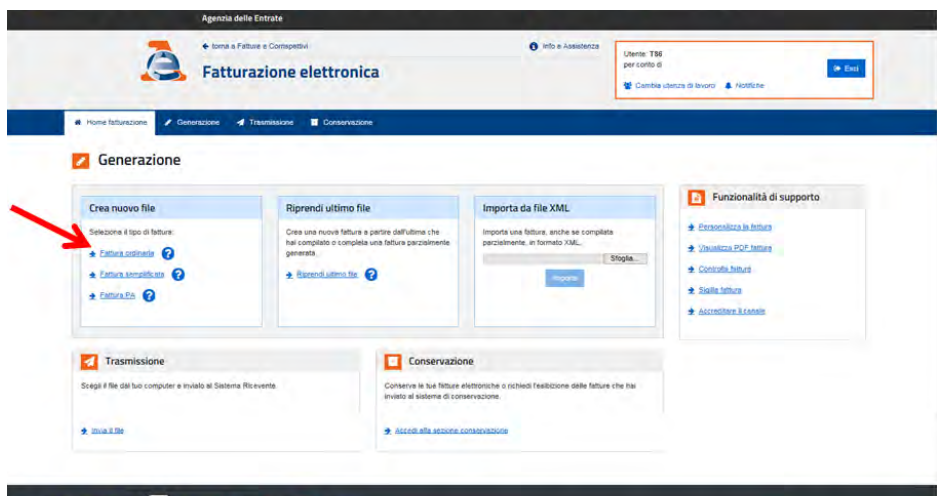 Agenzia delle Entrate
torna a Fatture e Corrispettivi
Info e Assistenza
Fatturazione elettronica
Utente: T86
per conto di
Esci
Cambia utenza di lavoro Notifiche
Home fatturazione Generazione Trasmissione Conservazione
Generazione
Crea nuovo file
Seleziona il tipo di fattura:
Fattura ordinaria ?
Fattura semplificata ?
Fattura PA ?
Riprendi ultimo file
Crea una nuova fattura a partire dall'ultima che
hai compilato o completa una fattura parzialmente
generata.
Riprendi ultimo file ?
Importa da file XML
Importa una fattura, anche se compilata
parzialmente, in formato XML.
Sfoglia...
Importa
Funzionalità di supporto
Personalizza la fattura
Visualizza PDF fattura
Controlla fattura
Sigilla fattura
Accreditare il canale
Trasmissione
Scegli il file dal tuo computer e invialo al Sistema Ricevente.
Invia il file
Conservazione
Conserva le tue fatture elettroniche o richiedi l'esibizione delle fatture che hai
inviato al sistema di conservazione.
Accedi alla sezione conservazione